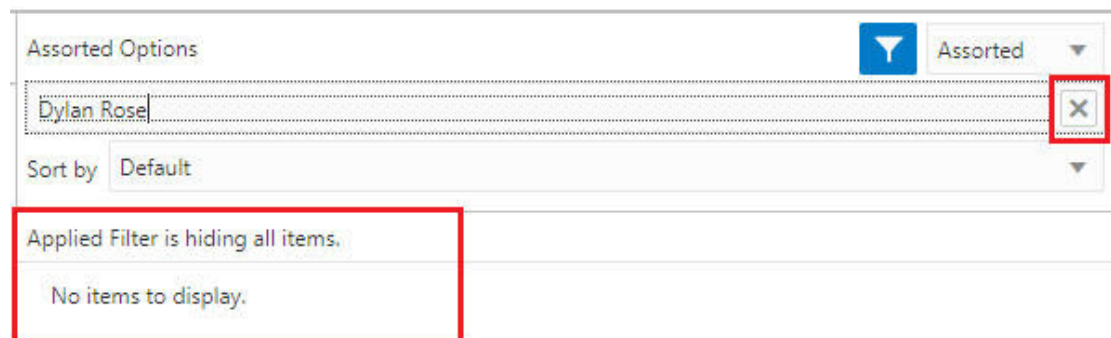 Assorted Options Assorted
Dylan Rose
Sort by Default
Applied Filter is hiding all items.
No items to display.